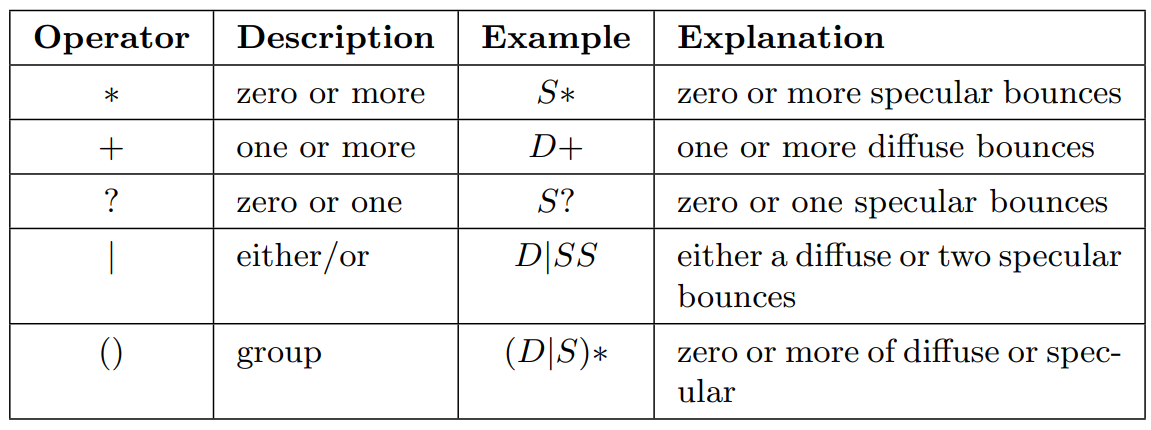 Operator Description Example Explanation
* zero or more S* zero or more specular bounces
+ one or more D+ one or more diffuse bounces
? zero or one S? zero or one specular bounces
| either/or D|SS either a diffuse or two specular
bounces
() group (D|S)* zero or more of diffuse or spec-
ular